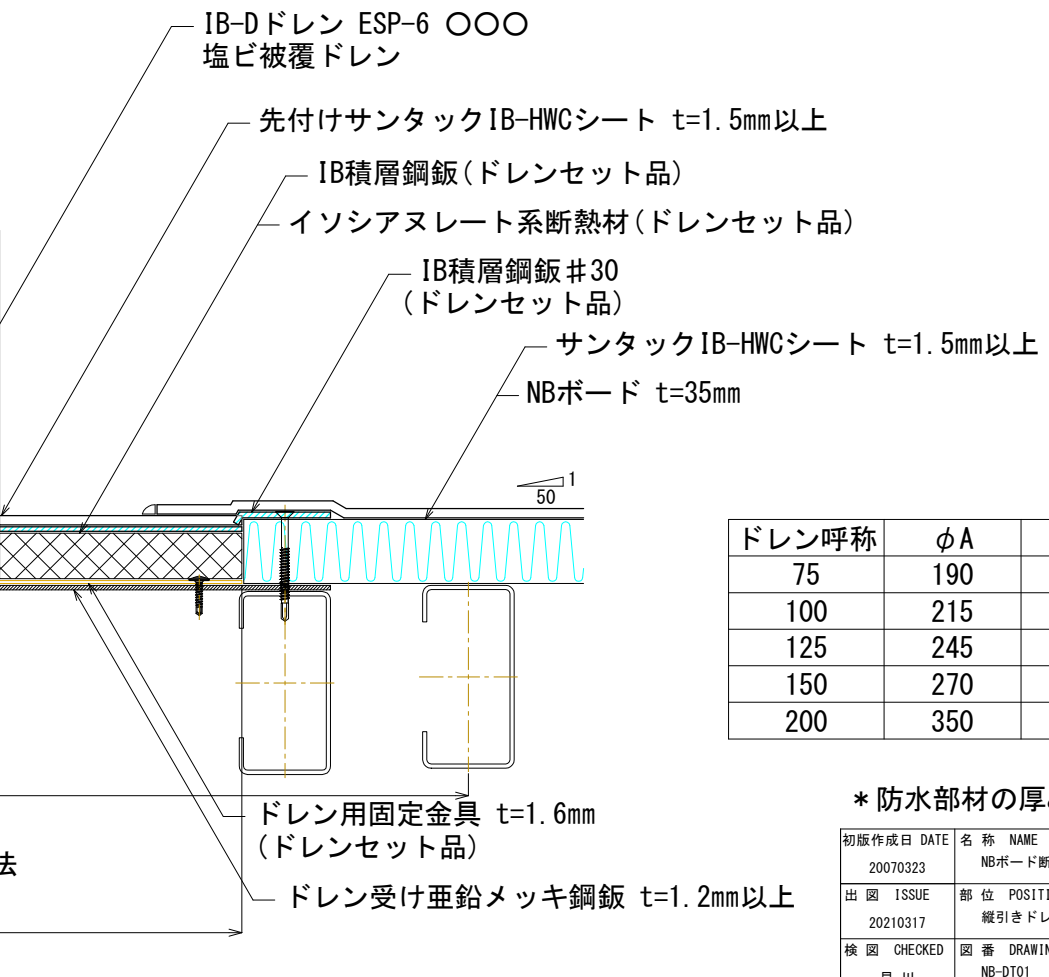 IB-Dドレン ESP-6 〇〇〇
塩ビ被覆ドレン
先付けサンタックIB-HWCシート t=1.5mm以上
IB積層鋼鈑(ドレンセット品)
イソシアヌレート系断熱材(ドレンセット品)
IB積層鋼鈑♯30
(ドレンセット品)
サンタックIB-HWCシート t=1.5mm以上
NBボード t=35mm
1
50
ドレン呼称 φA
75 190
100 215
125 245
150 270
200 350
ドレン用固定金具 t=1.6mm
(ドレンセット品)
法
ドレン受け亜鉛メッキ鋼鈑 t=1.2mm以上
*防水部材の厚
初版作成日 DATE 名 称 NAME
20070323 NBボード断
出 図 ISSUE 部 位 POSITI
20210317 縦引きドレ
検 図 CHECKED 図 番 DRAWIN
NB-DT01